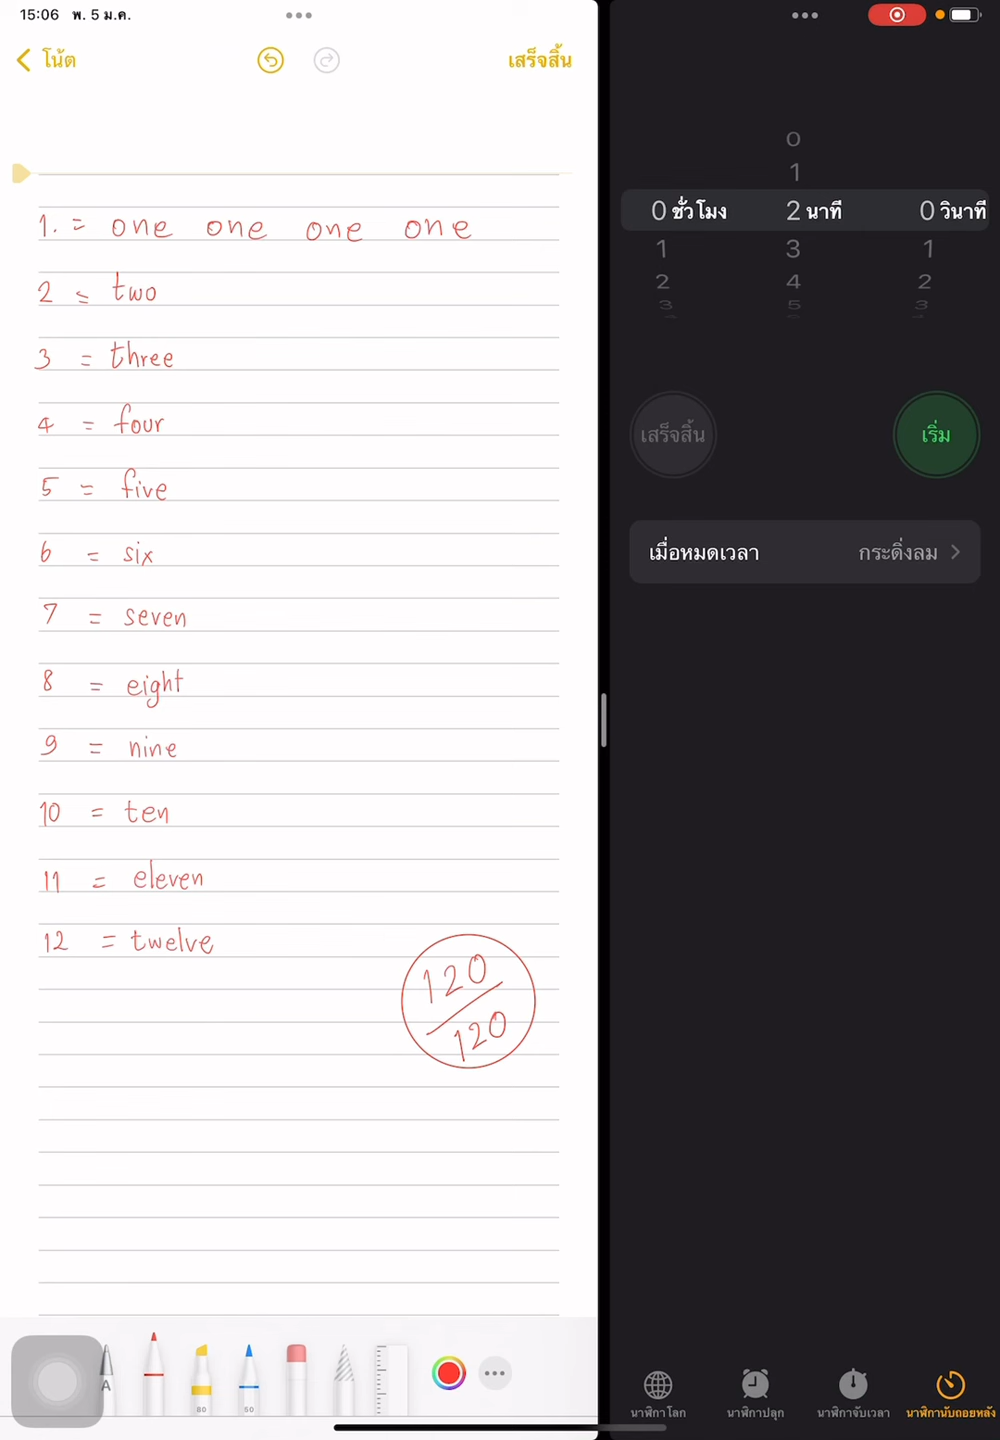 15:06 พ. 5 ม.ค.
โน้ต
เสร็จสิ้น
1. = one one one one
2 = two
3 = three
4 = four
5 = five
6 = six
7 = seven
8 = eight
9 = nine
10 = ten
11 = eleven
12 = twelve
120
120
A
80
50
0
1
0 ชั่วโมง 2 นาที 0 วินาที
1 3 1
2 4 2
3 5 3
เสร็จสิ้น
เริ่ม
เมื่อหมดเวลา กระดิ่งลม
นาฬิกาโลก นาฬิกาปลุก นาฬิกาจับเวลา นาฬิกานับถอยหลัง